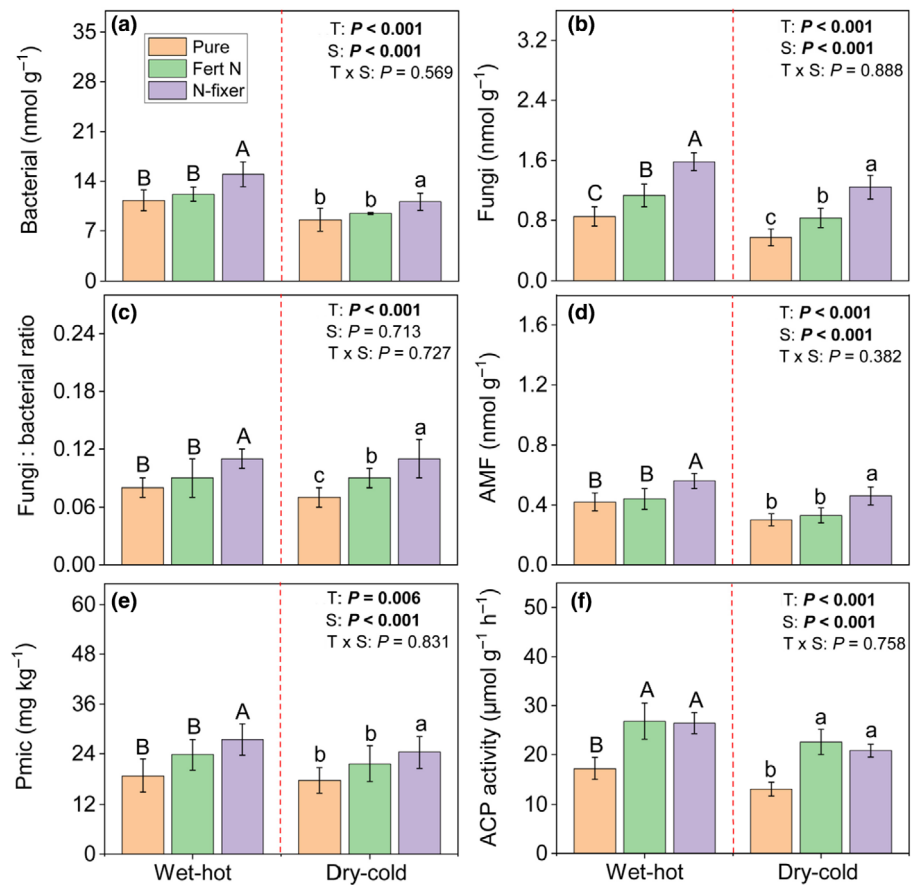 (a)
T: P < 0.001
S: P < 0.001
T x S: P = 0.569
Pure
Fert N
N-fixer
Bacterial (nmol g⁻¹)
35
28
21
14
7
0
B B A
b b a
(b)
T: P < 0.001
S: P < 0.001
T x S: P = 0.888
Fungi (nmol g⁻¹)
3.2
2.4
1.6
0.8
0.0
C B A
c b a
(c)
T: P < 0.001
S: P = 0.713
T x S: P = 0.727
Fungi : bacterial ratio
0.24
0.18
0.12
0.06
0.00
B B A
c b a
(d)
T: P < 0.001
S: P < 0.001
T x S: P = 0.382
AMF (nmol g⁻¹)
1.6
1.2
0.8
0.4
0.0
B B A
b b a
(e)
T: P = 0.006
S: P < 0.001
T x S: P = 0.831
Pmic (mg kg⁻¹)
60
48
36
24
12
0
B B A
b b a
Wet-hot Dry-cold
(f)
T: P < 0.001
S: P < 0.001
T x S: P = 0.758
ACP activity (μmol g⁻¹ h⁻¹)
50
40
30
20
10
0
B A A
b a a
Wet-hot Dry-cold